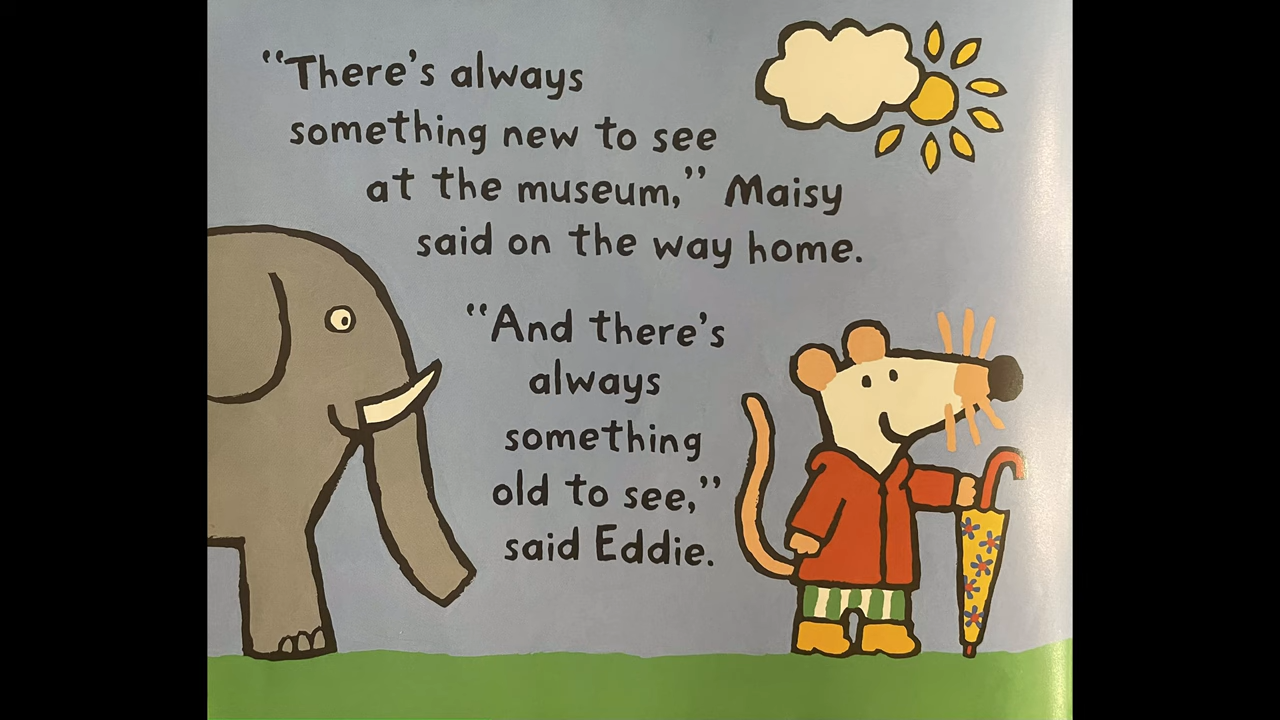 “There’s always
something new to see
at the museum,” Maisy
said on the way home.
“And there’s
always
something
old to see,”
said Eddie.